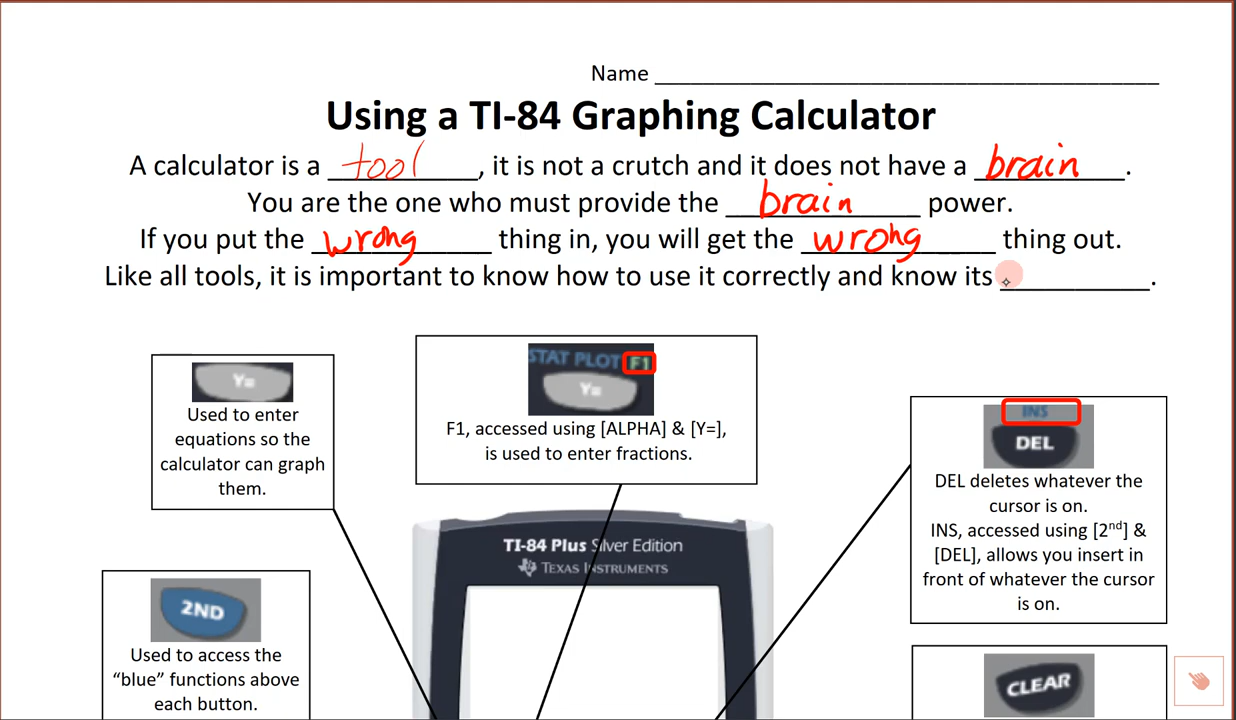 Name ____________________
Using a TI-84 Graphing Calculator
A calculator is a tool, it is not a crutch and it does not have a brain.
You are the one who must provide the brain power.
If you put the wrong thing in, you will get the wrong thing out.
Like all tools, it is important to know how to use it correctly and know its __________.
Y=
Used to enter
equations so the
calculator can graph
them.
STAT PLOT F1
Y=
F1, accessed using [ALPHA] & [Y=],
is used to enter fractions.
INS
DEL
DEL deletes whatever the
cursor is on.
INS, accessed using [2nd] &
[DEL], allows you insert in
front of whatever the cursor
is on.
TI-84 Plus Silver Edition
TEXAS INSTRUMENTS
2ND
Used to access the
“blue” functions above
each button.
CLEAR